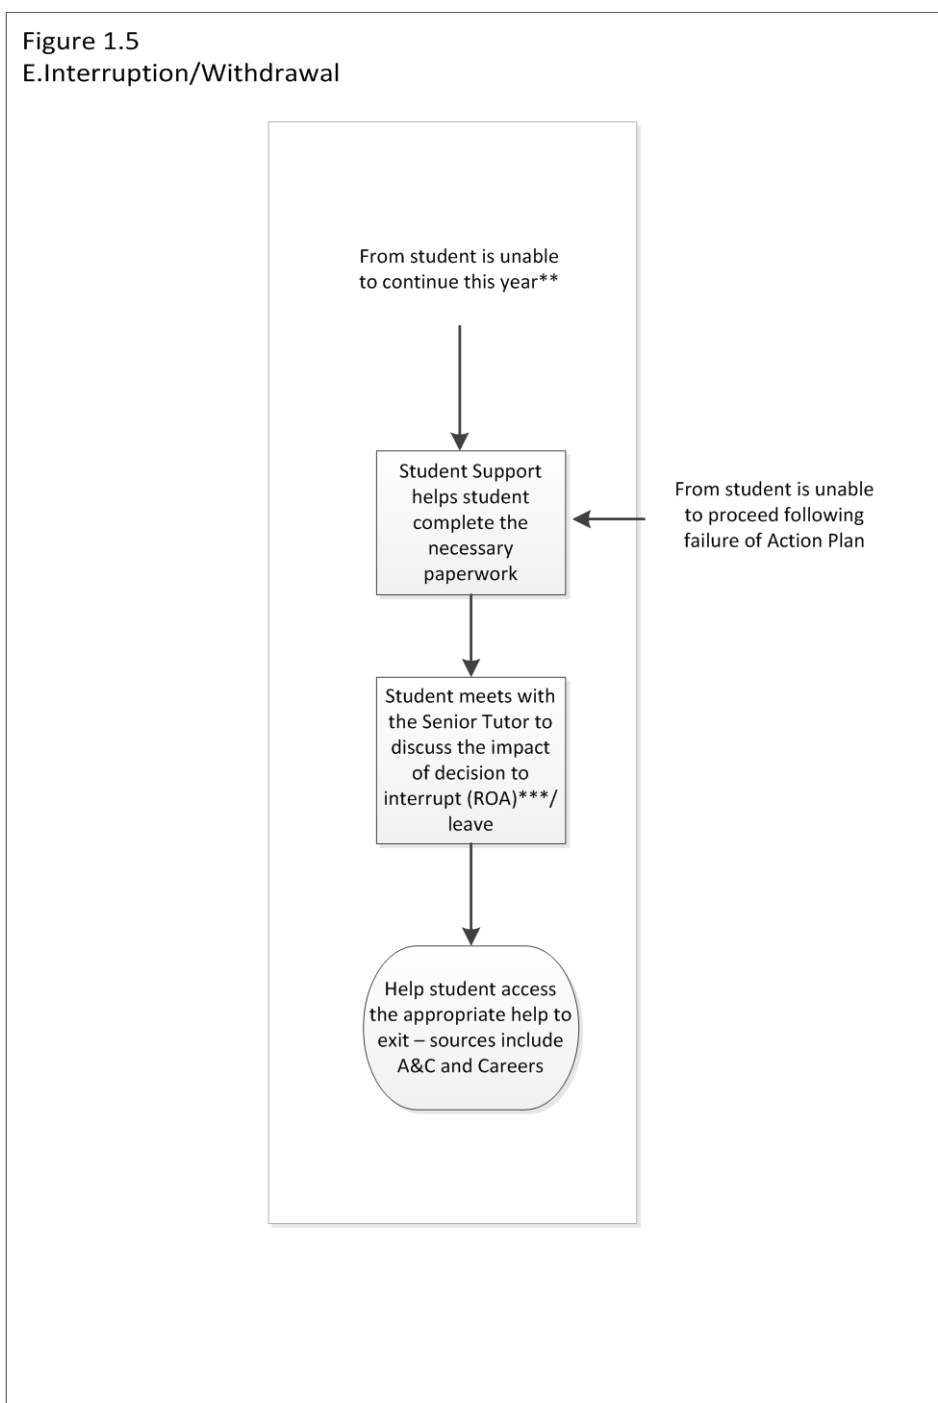 Figure 1.5
E.Interruption/Withdrawal
From student is unable
to continue this year**
Student Support
helps student
complete the
necessary
paperwork
From student is unable
to proceed following
failure of Action Plan
Student meets with
the Senior Tutor to
discuss the impact
of decision to
interrupt (ROA)***/
leave
Help student access
the appropriate help to
exit – sources include
A&C and Careers